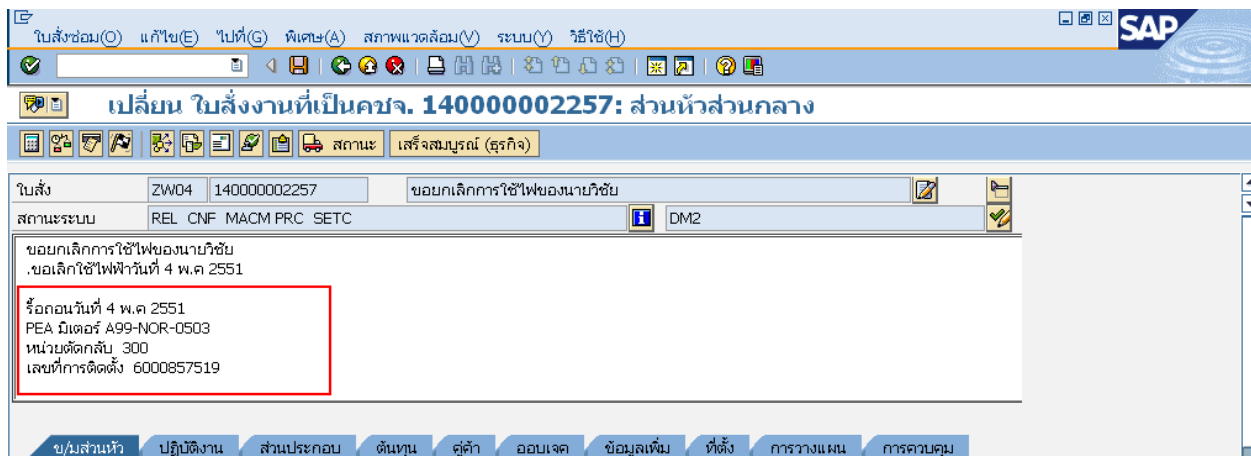 ใบสั่งซ่อม(O) แก้ไข(E) ไปที่(G) พิเศษ(A) สภาพแวดล้อม(V) ระบบ(Y) วิธีใช้(H)
SAP
เปลี่ยน ใบสั่งงานที่เป็นคชจ. 140000002257: ส่วนหัวส่วนกลาง
สถานะ เสร็จสมบูรณ์ (ธุรกิจ)
ใบสั่ง ZW04 140000002257 ขอยกเลิกการใช้ไฟของนายวิชัย
สถานะระบบ REL CNF MACM PRC SETC DM2
ขอยกเลิกการใช้ไฟของนายวิชัย
.ขอเลิกใช้ไฟฟ้าวันที่ 4 พ.ค 2551
รื้อถอนวันที่ 4 พ.ค 2551
PEA มิเตอร์ A99-NOR-0503
หน่วยตัดกลับ 300
เลขที่การติดตั้ง 6000857519
ข/มส่วนหัว ปฏิบัติงาน ส่วนประกอบ ต้นทุน คู่ค้า ออบเจค ข้อมูลเพิ่ม ที่ตั้ง การวางแผน การควบคุม